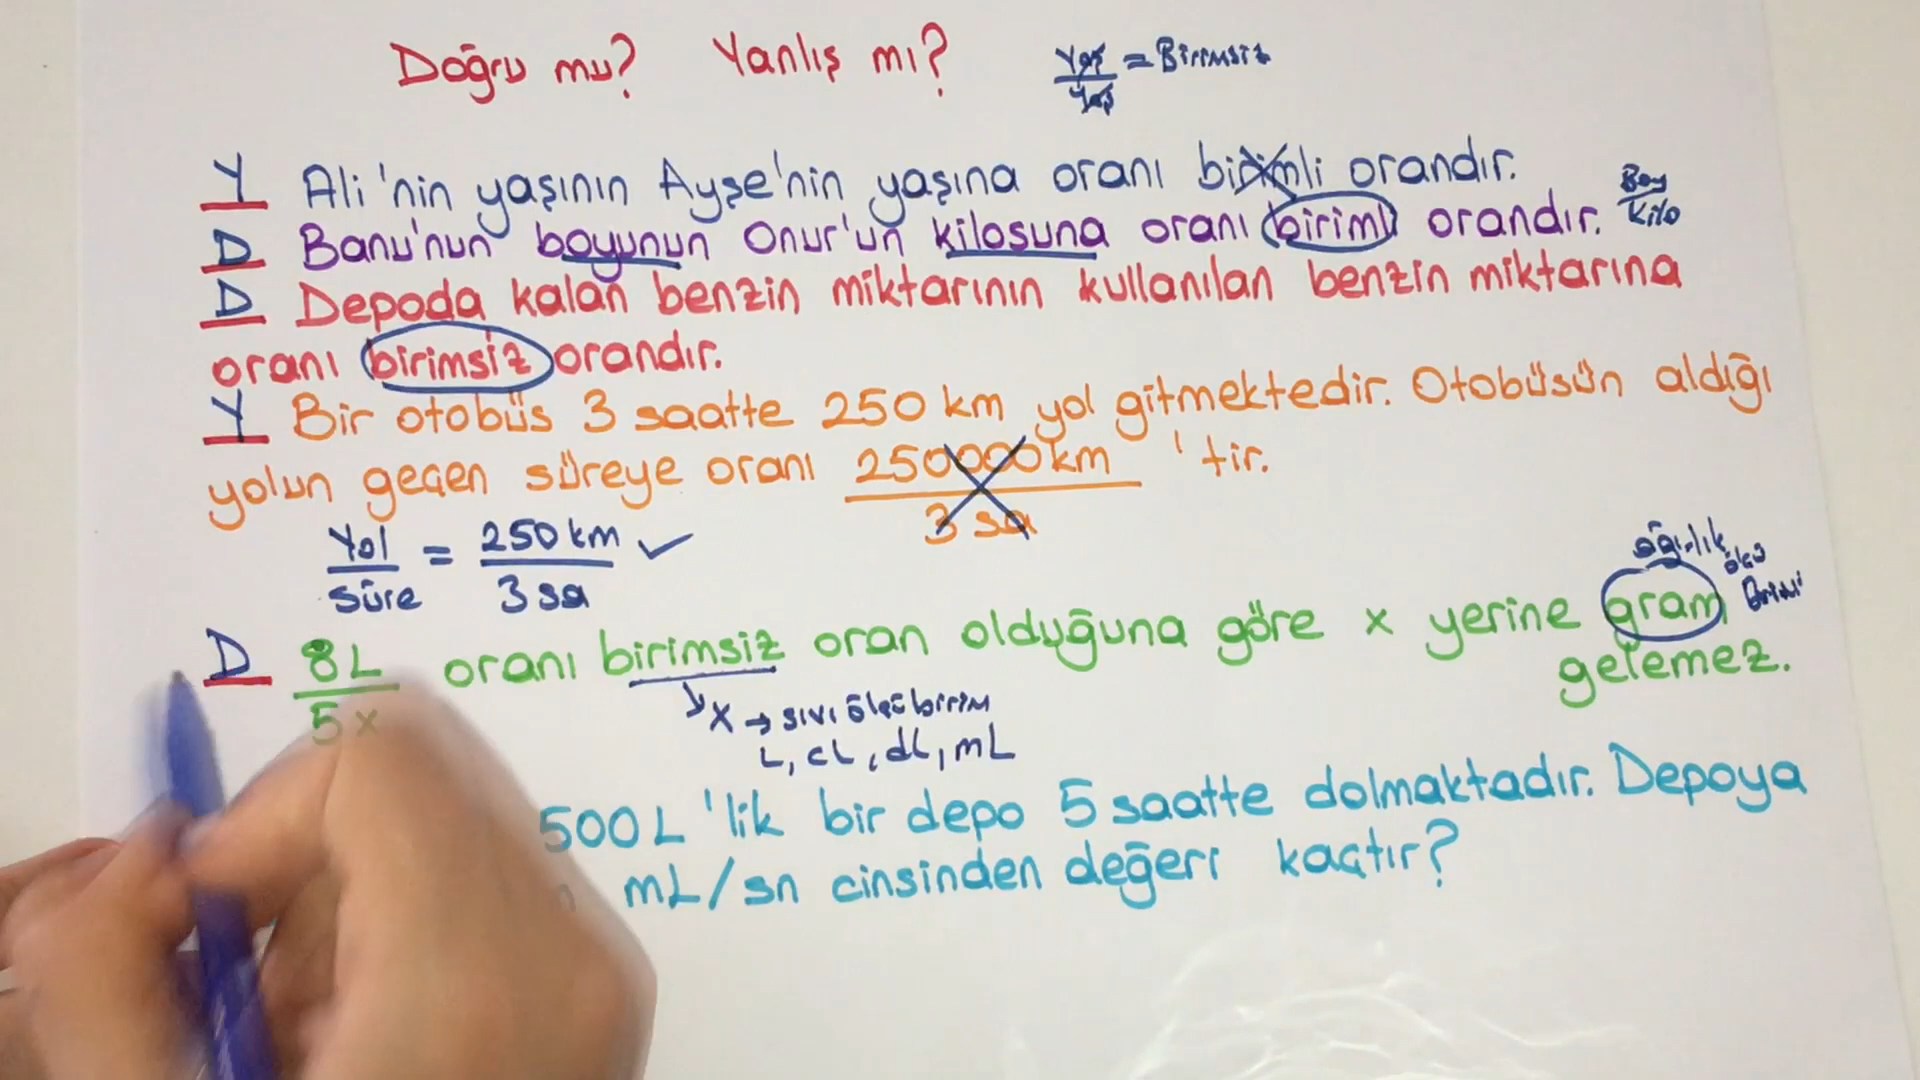 Doğru mu? Yanlış mı?
Yaş
Yaş = Birimsiz
Y Ali'nin yaşının Ayşe'nin yaşına oranı birimli orandır.
Boy
Kilo
D Banu'nun boyunun Onur'un kilosuna oranı birimli orandır.
D Depoda kalan benzin miktarının kullanılan benzin miktarına
oranı birimsiz orandır.
Y Bir otobüs 3 saatte 250 km yol gitmektedir. Otobüsün aldığı
yolun geçen süreye oranı 250000 km 'tir.
3 sa
Yol = 250 km ✓
süre 3 sa
ağırlık
ölçü
Birimi
D 8L oranı birimsiz oran olduğuna göre x yerine gram
5x gelemez.
x → sıvı ölçü birim
L, cL, dL, mL
500L 'lik bir depo 5 saatte dolmaktadır. Depoya
mL/sn cinsinden değeri kaçtır?